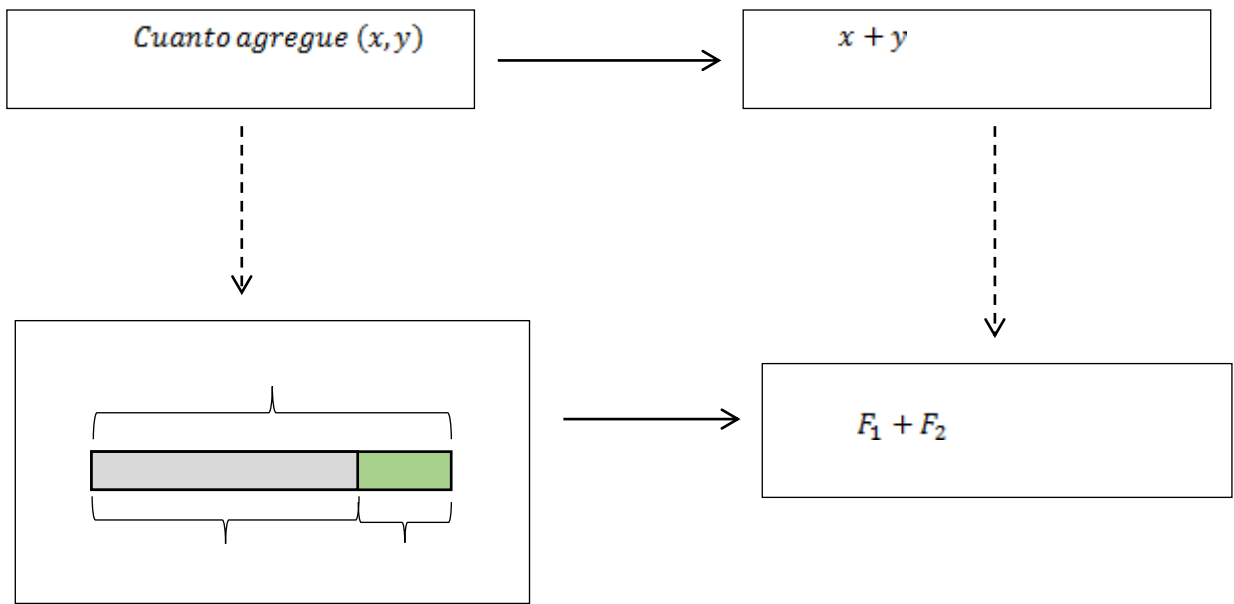 Cuanto agregue (x, y)
x + y
F₁ + F₂